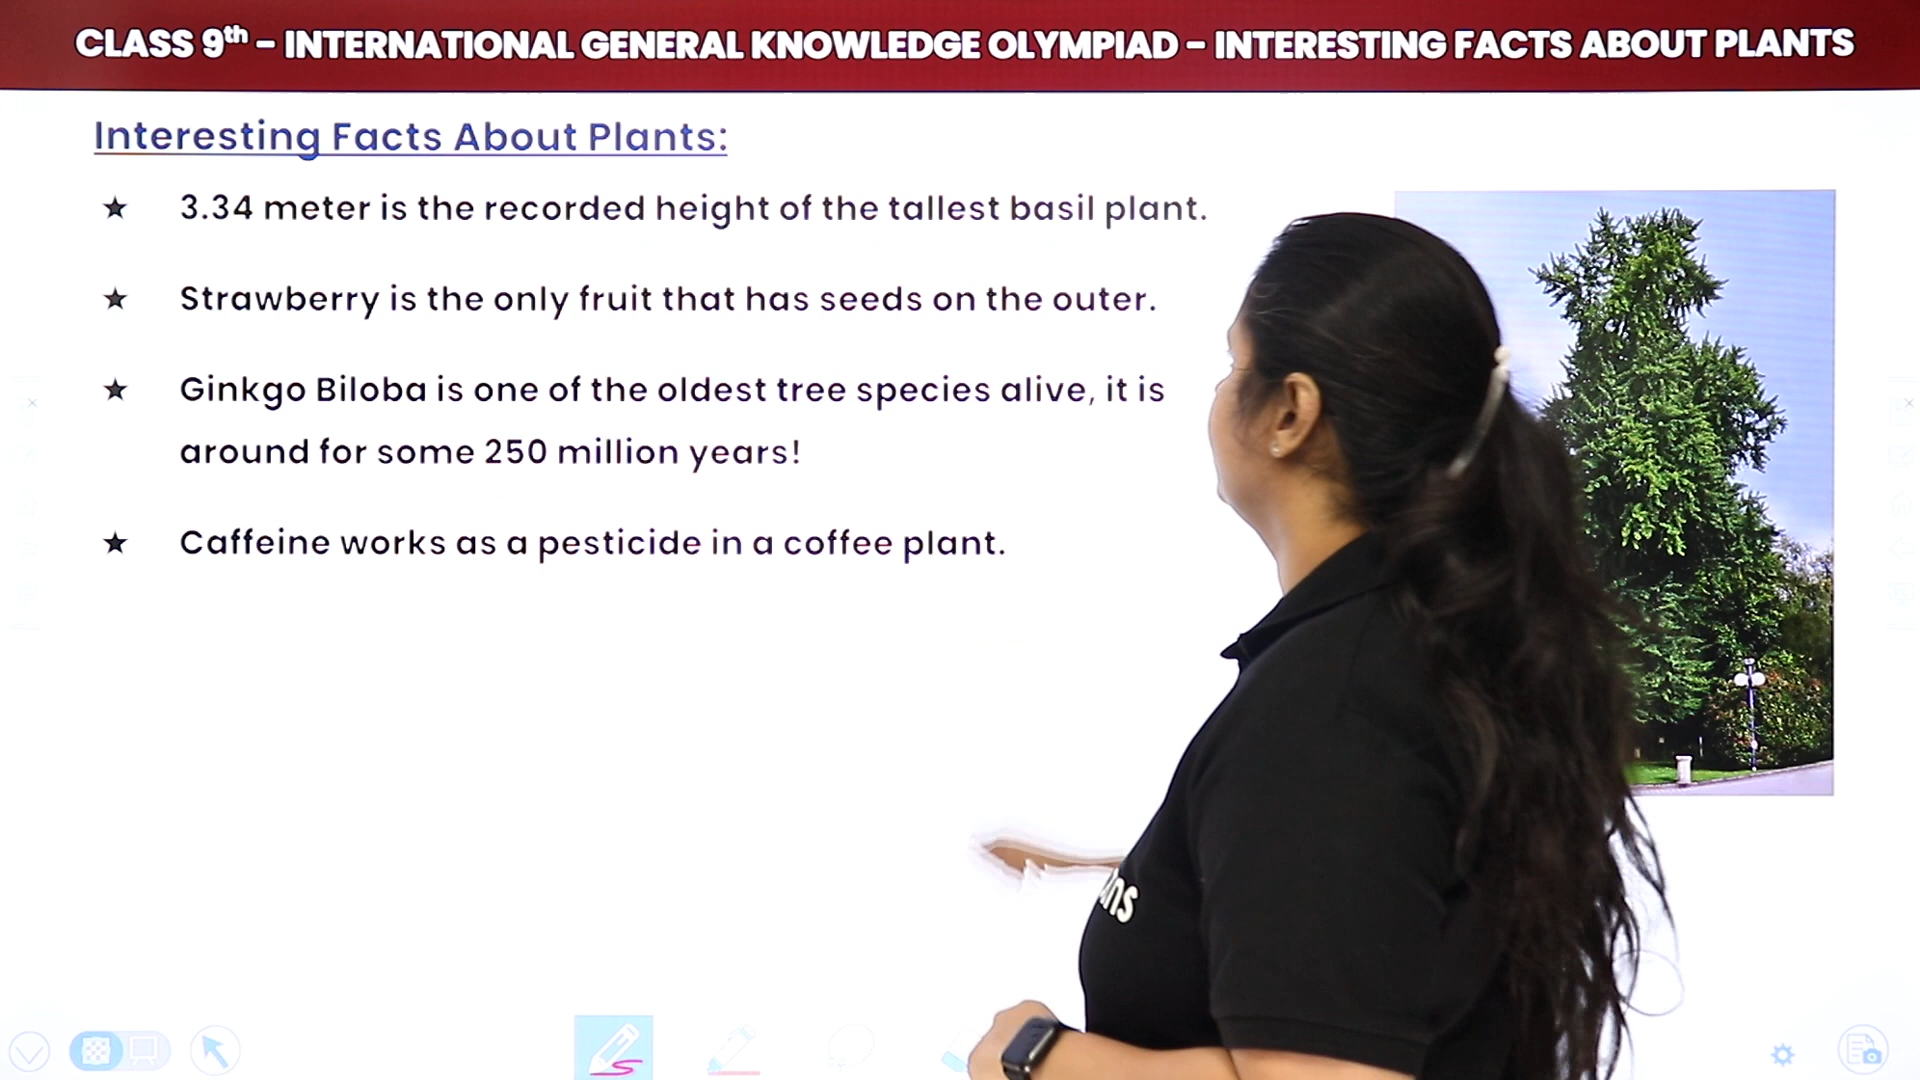 CLASS 9th – INTERNATIONAL GENERAL KNOWLEDGE OLYMPIAD – INTERESTING FACTS ABOUT PLANTS
Interesting Facts About Plants:
★ 3.34 meter is the recorded height of the tallest basil plant.
★ Strawberry is the only fruit that has seeds on the outer.
★ Ginkgo Biloba is one of the oldest tree species alive, it is
around for some 250 million years!
★ Caffeine works as a pesticide in a coffee plant.